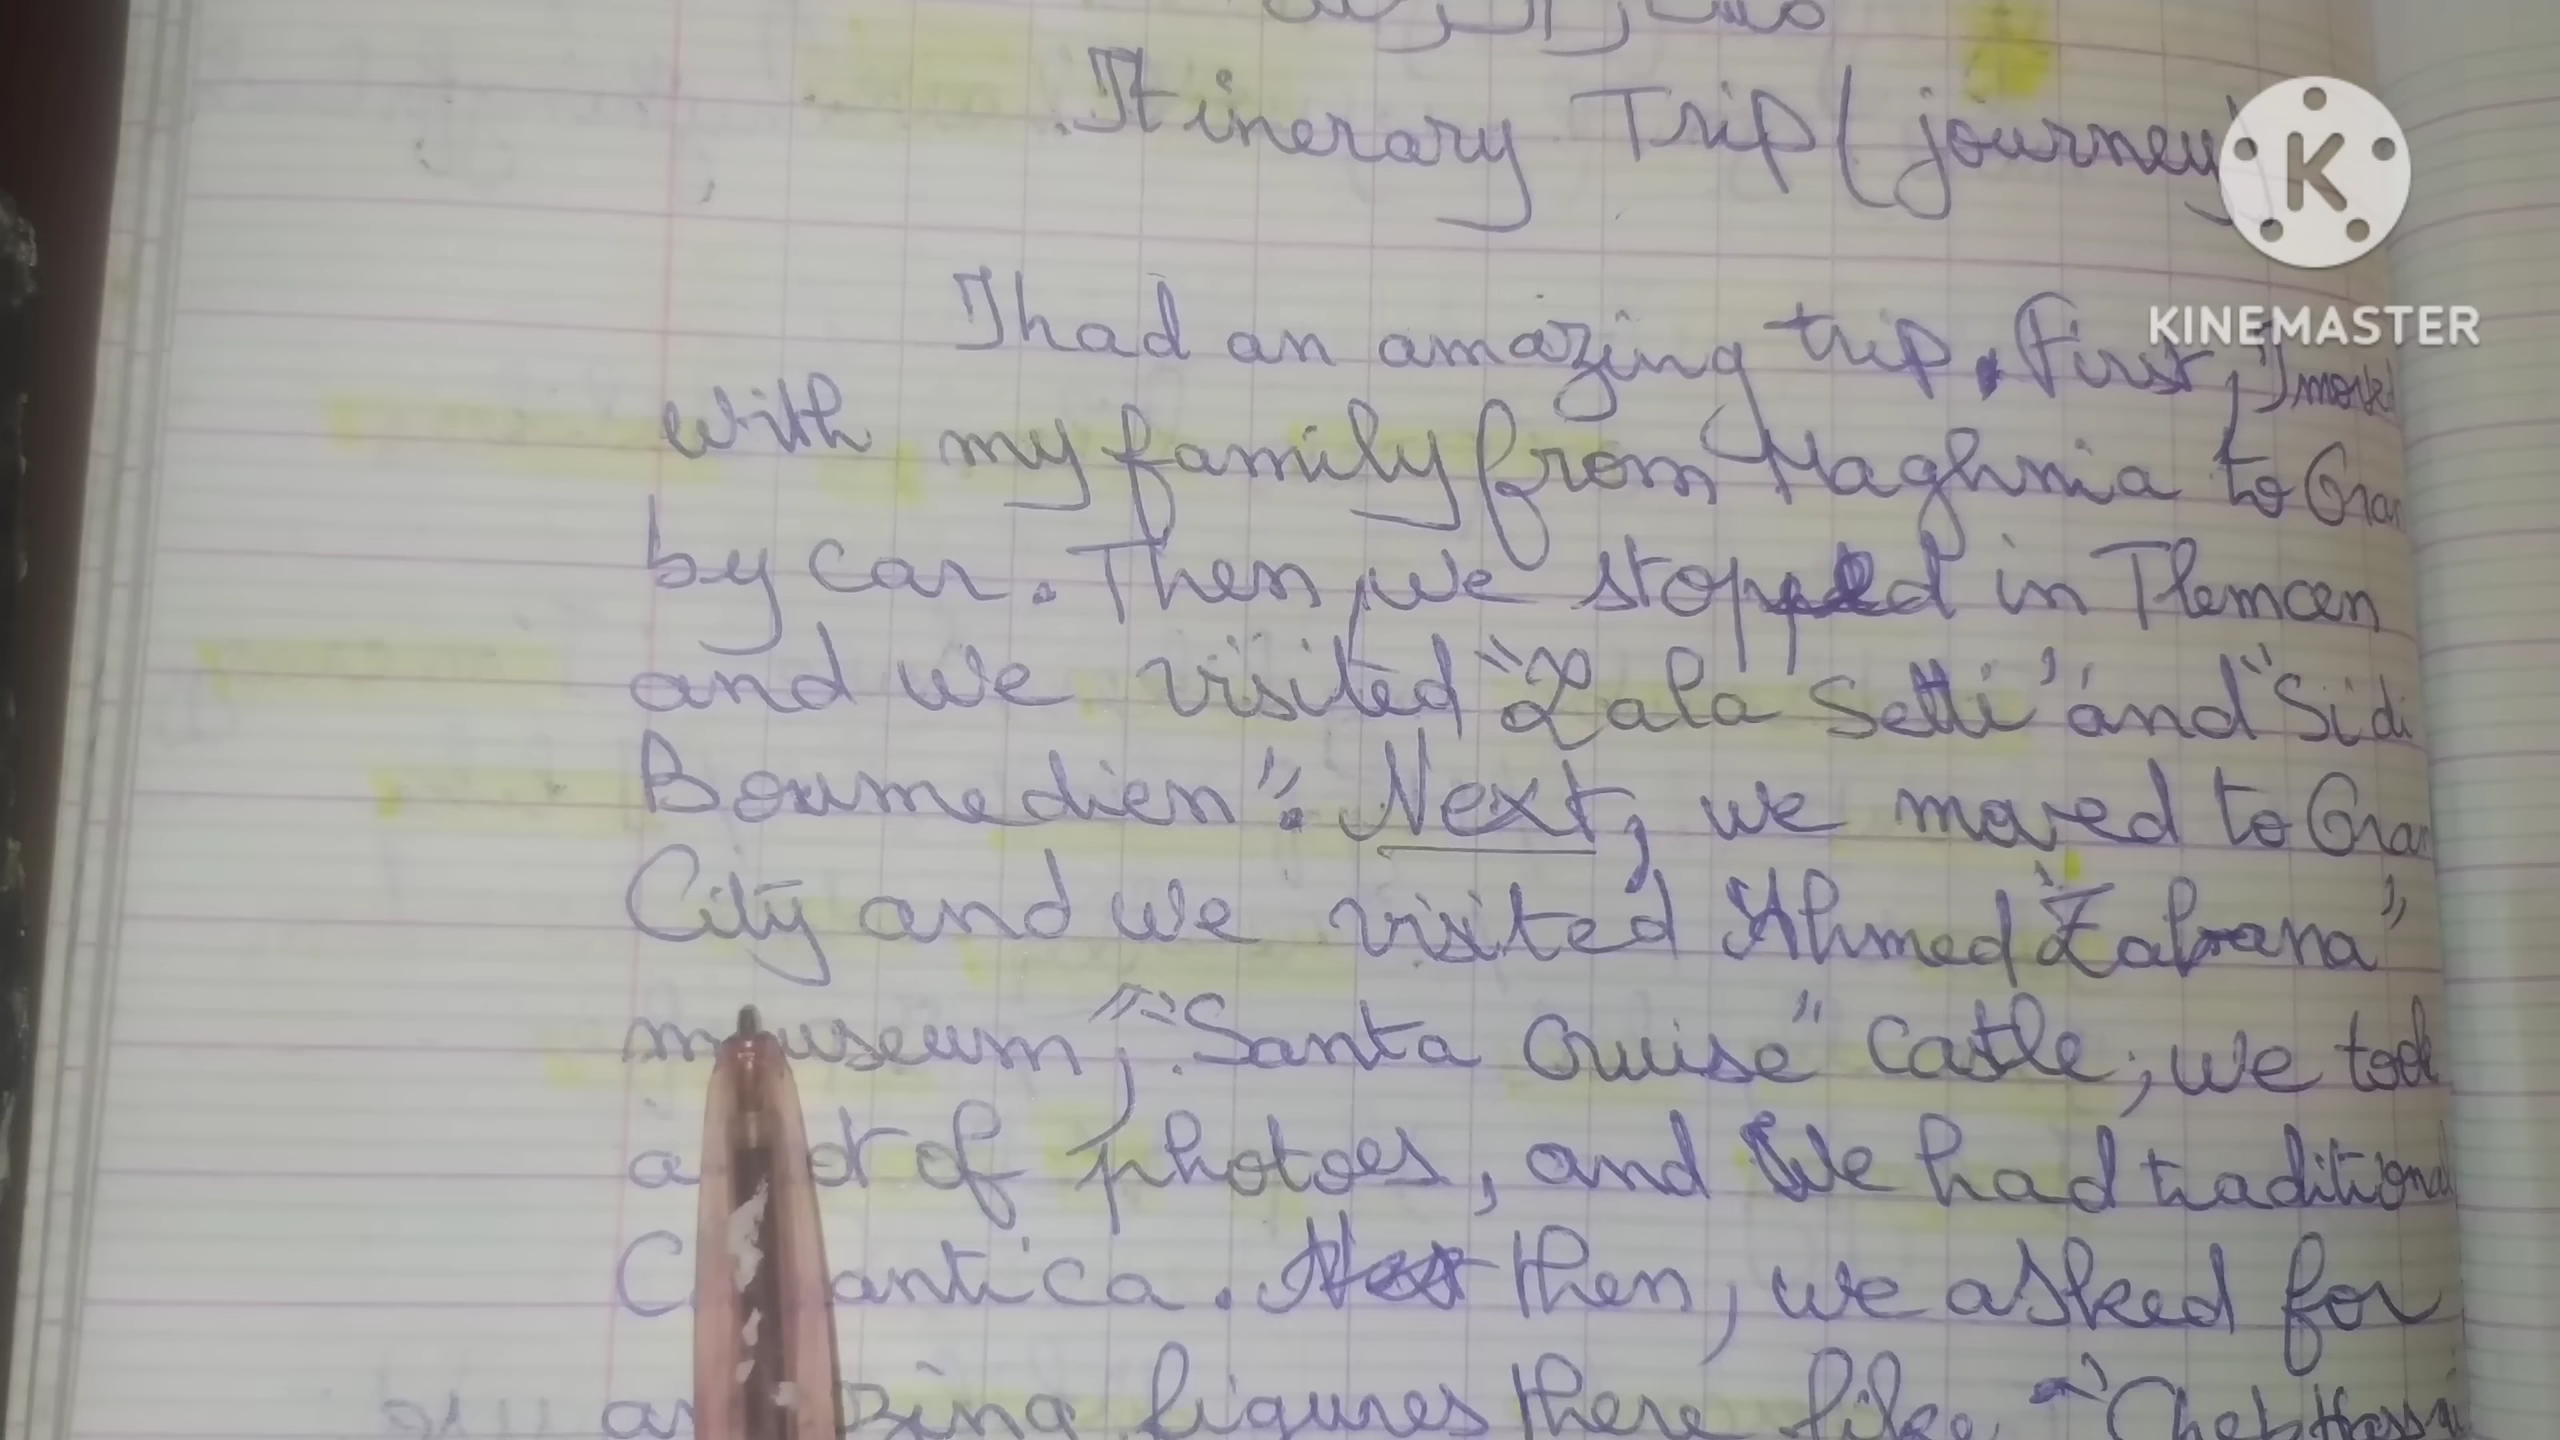 مسار الرحلة
Itinerary Trip (journey)
KINEMASTER
I had an amazing trip. First, I
with my family from Maghnia to Oran
by car. Then, we stopped in Tlemcen
and we visited "Lala Setti" and "Sidi
Boumedien". Next, we moved to Oran
City and we visited Ahmed "Zabana"
museum, "Santa Cruise" Castle; we took
a lot of photoes, and we had traditional
antica. then, we asked for
figures there like "Cheb Hassni